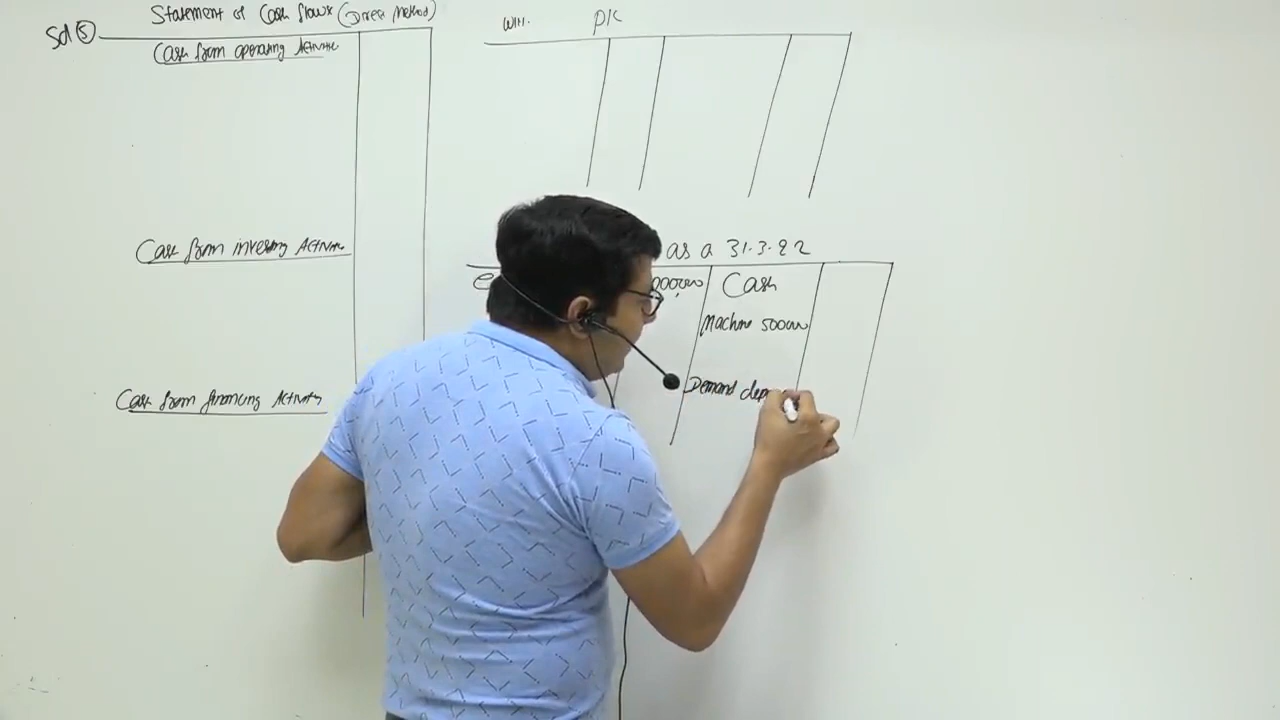 Sol 5
Statement of Cash flows (Direct Method)
Cash from operating Activities
Cash from investing Activities
Cash from financing Activities
W.N.
P/L
as a 31.3.22
Cash
Machine 50000
Demand dep